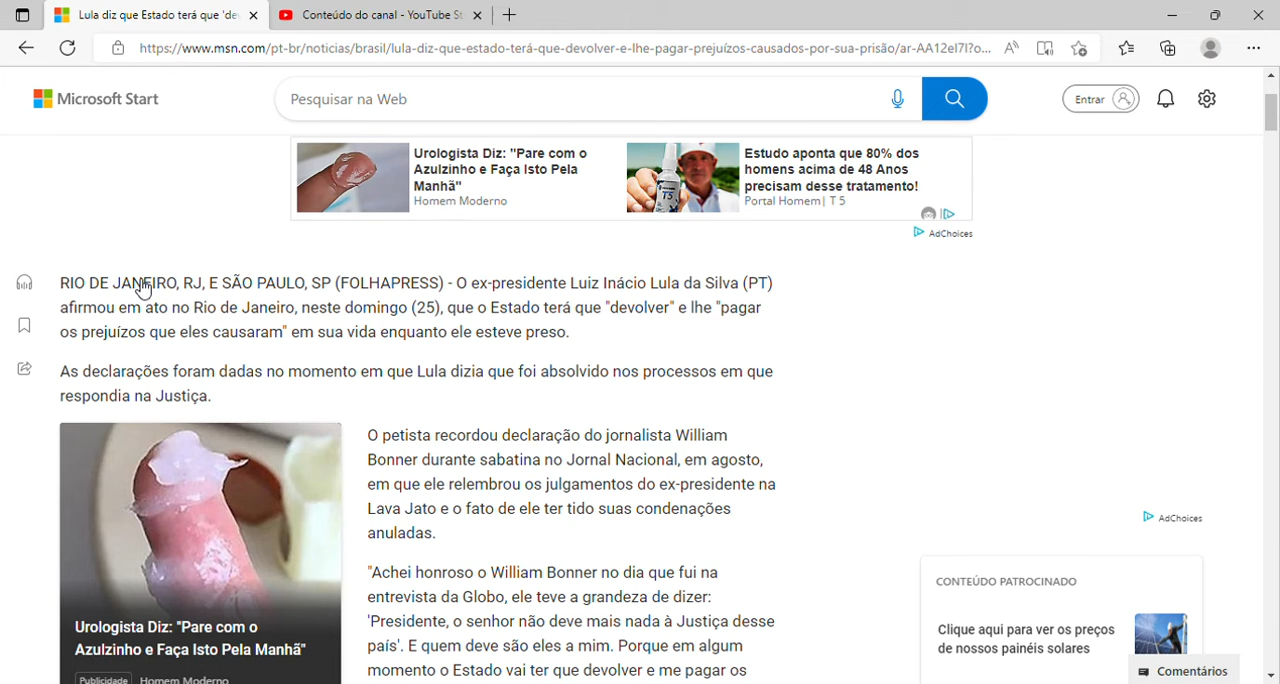 Lula diz que Estado terá que 'de
Conteúdo do canal - YouTube St
https://www.msn.com/pt-br/noticias/brasil/lula-diz-que-estado-terá-que-devolver-e-lhe-pagar-prejuízos-causados-por-sua-prisão/ar-AA12el7I?o...
Microsoft Start
Pesquisar na Web
Entrar
Urologista Diz: "Pare com o
Azulzinho e Faça Isto Pela
Manhã"
Homem Moderno
Estudo aponta que 80% dos
homens acima de 48 Anos
precisam desse tratamento!
Portal Homem| T 5
AdChoices
RIO DE JANEIRO, RJ, E SÃO PAULO, SP (FOLHAPRESS) - O ex-presidente Luiz Inácio Lula da Silva (PT)
afirmou em ato no Rio de Janeiro, neste domingo (25), que o Estado terá que "devolver" e lhe "pagar
os prejuízos que eles causaram" em sua vida enquanto ele esteve preso.
As declarações foram dadas no momento em que Lula dizia que foi absolvido nos processos em que
respondia na Justiça.
Urologista Diz: "Pare com o
Azulzinho e Faça Isto Pela Manhã"
Publicidade Homem Moderno
O petista recordou declaração do jornalista William
Bonner durante sabatina no Jornal Nacional, em agosto,
em que ele relembrou os julgamentos do ex-presidente na
Lava Jato e o fato de ele ter tido suas condenações
anuladas.
"Achei honroso o William Bonner no dia que fui na
entrevista da Globo, ele teve a grandeza de dizer:
'Presidente, o senhor não deve mais nada à Justiça desse
país'. E quem deve são eles a mim. Porque em algum
momento o Estado vai ter que devolver e me pagar os
AdChoices
CONTEÚDO PATROCINADO
Clique aqui para ver os preços
de nossos painéis solares
Comentários